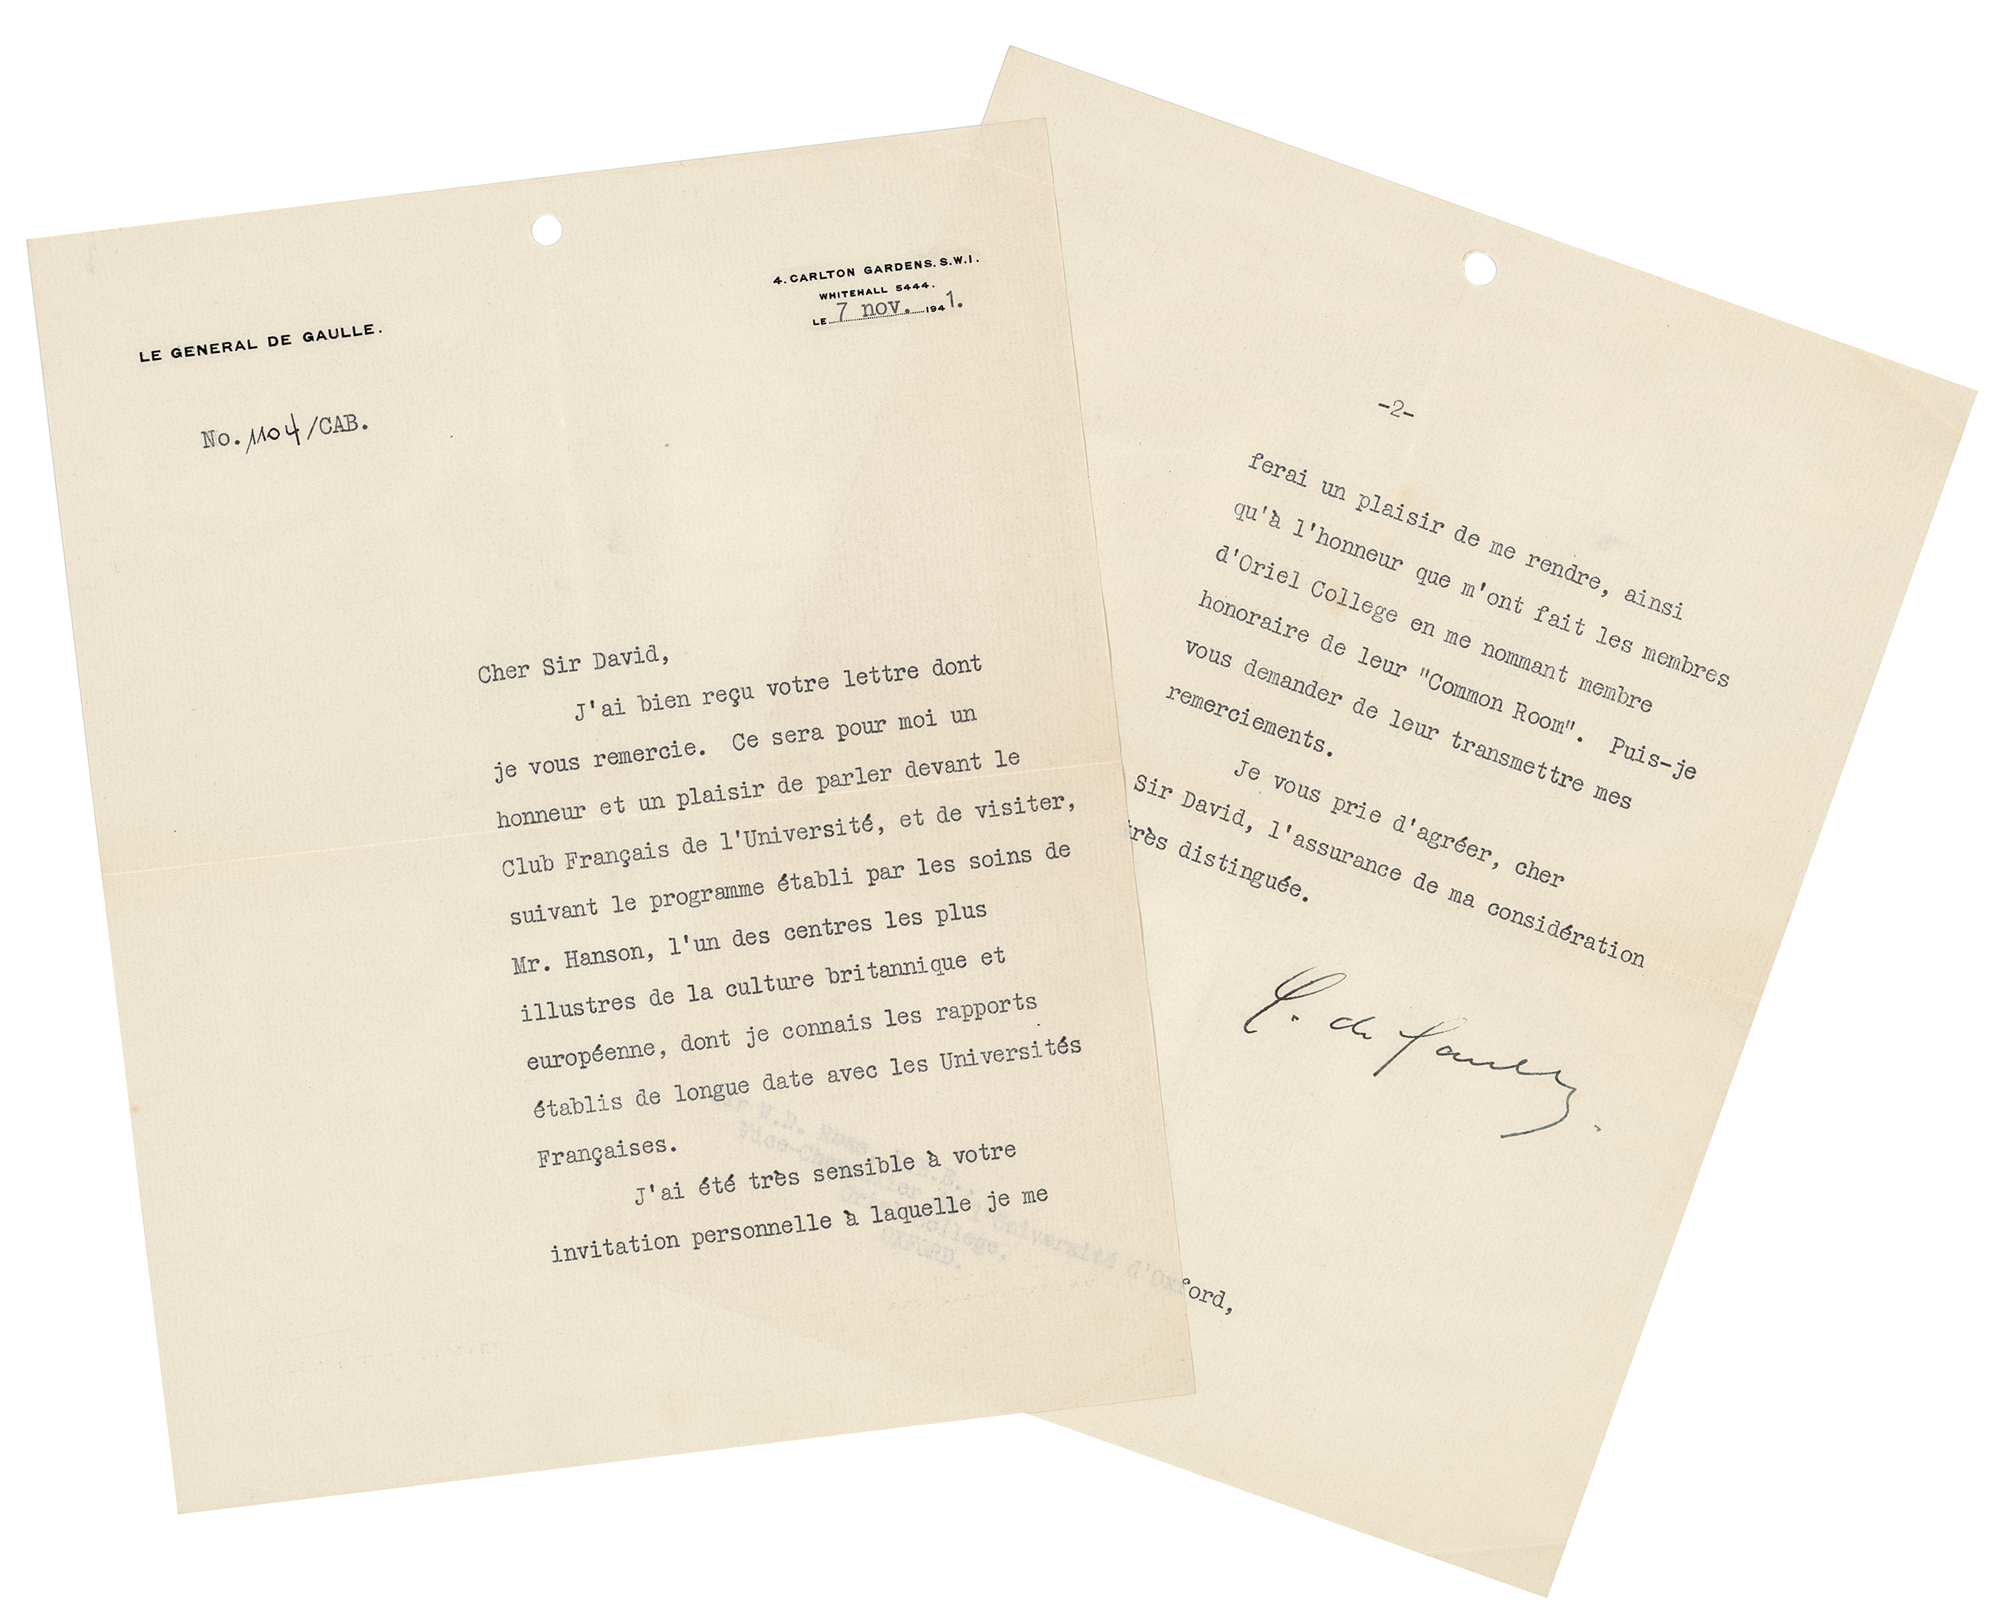 LE GENERAL DE GAULLE.
4. CARLTON GARDENS. S.W.1.
WHITEHALL 5444.
LE 7 nov. 1941.
No. 1104/CAB.
Cher Sir David,
J'ai bien reçu votre lettre dont
je vous remercie. Ce sera pour moi un
honneur et un plaisir de parler devant le
Club Français de l'Université, et de visiter,
suivant le programme établi par les soins de
Mr. Hanson, l'un des centres les plus
illustres de la culture britannique et
européenne, dont je connais les rapports
établis de longue date avec les Universités
Françaises.
J'ai été très sensible à votre
invitation personnelle à laquelle je me
-2-
ferai un plaisir de me rendre, ainsi
qu'à l'honneur que m'ont fait les membres
d'Oriel College en me nommant membre
honoraire de leur "Common Room". Puis-je
vous demander de leur transmettre mes
remerciements.
Je vous prie d'agréer, cher
Sir David, l'assurance de ma considération
très distinguée.
C. de Gaulle
W.D. Ross
Université d'Oxford,
Oriel College.
OXFORD.